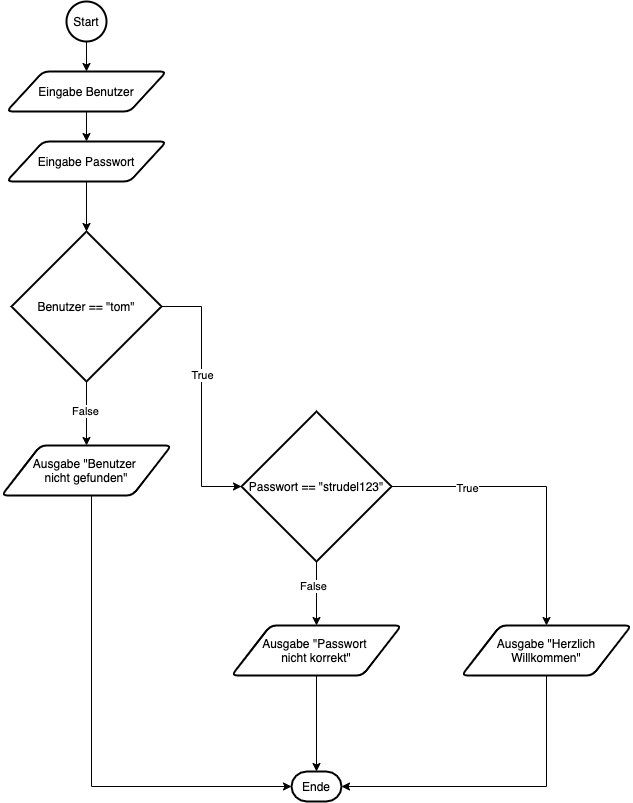 Start
Eingabe Benutzer
Eingabe Passwort
Benutzer == "tom"
True
False
Ausgabe "Benutzer
nicht gefunden"
Passwort == "strudel123"
True
False
Ausgabe "Passwort
nicht korrekt"
Ausgabe "Herzlich
Willkommen"
Ende